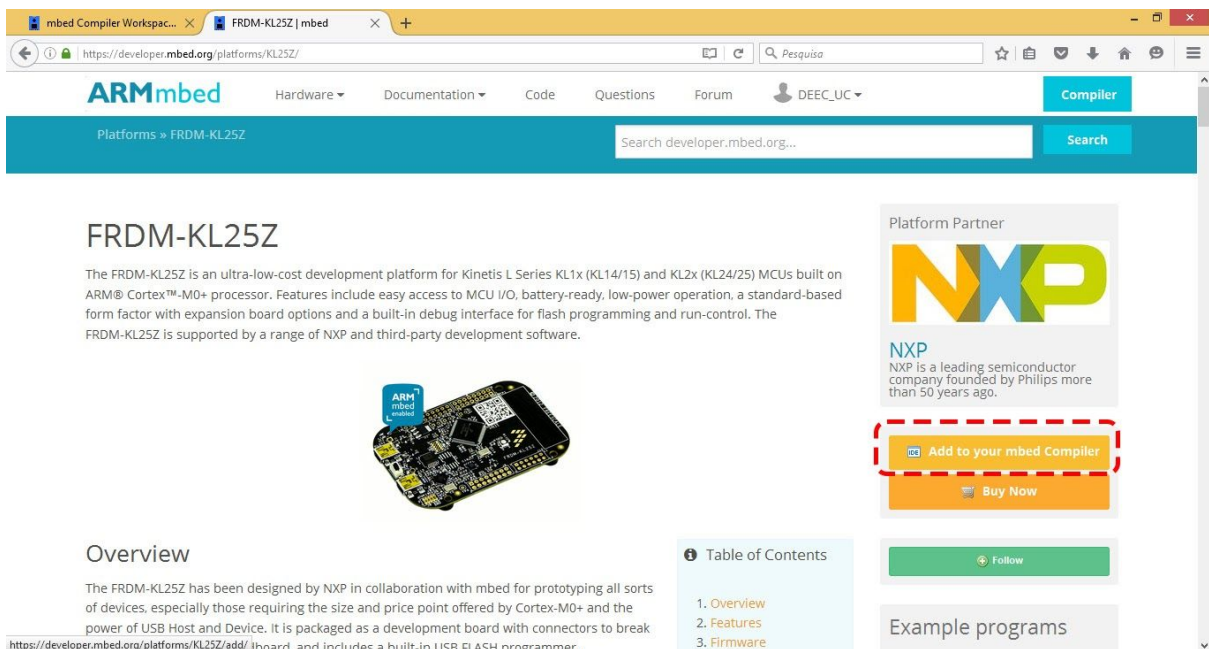 mbed Compiler Workspac...
FRDM-KL25Z | mbed
https://developer.mbed.org/platforms/KL25Z/
Pesquisa
ARMmbed
Hardware
Documentation
Code
Questions
Forum
DEEC_UC
Compiler
Platforms » FRDM-KL25Z
Search developer.mbed.org...
Search
FRDM-KL25Z
The FRDM-KL25Z is an ultra-low-cost development platform for Kinetis L Series KL1x (KL14/15) and KL2x (KL24/25) MCUs built on
ARM® Cortex™-M0+ processor. Features include easy access to MCU I/O, battery-ready, low-power operation, a standard-based
form factor with expansion board options and a built-in debug interface for flash programming and run-control. The
FRDM-KL25Z is supported by a range of NXP and third-party development software.
ARM
mbed
enabled
FRDM-KL25Z
Platform Partner
NXP
NXP
NXP is a leading semiconductor
company founded by Philips more
than 50 years ago.
IDE Add to your mbed Compiler
Buy Now
Follow
Overview
The FRDM-KL25Z has been designed by NXP in collaboration with mbed for prototyping all sorts
of devices, especially those requiring the size and price point offered by Cortex-M0+ and the
power of USB Host and Device. It is packaged as a development board with connectors to break
board, and includes a built-in USB FLASH programmer.
https://developer.mbed.org/platforms/KL25Z/add/
Table of Contents
1. Overview
2. Features
3. Firmware
Example programs